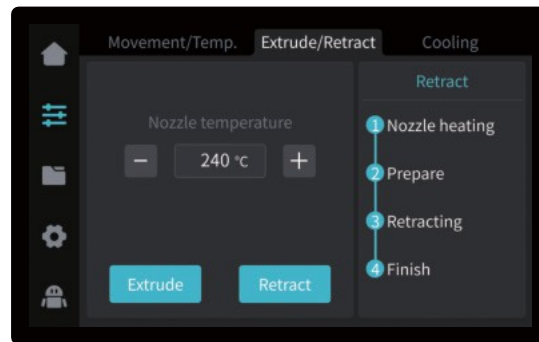 Movement/Temp. Extrude/Retract Cooling
Nozzle temperature
− 240 °C +
Extrude Retract
Retract
1 Nozzle heating
2 Prepare
3 Retracting
4 Finish